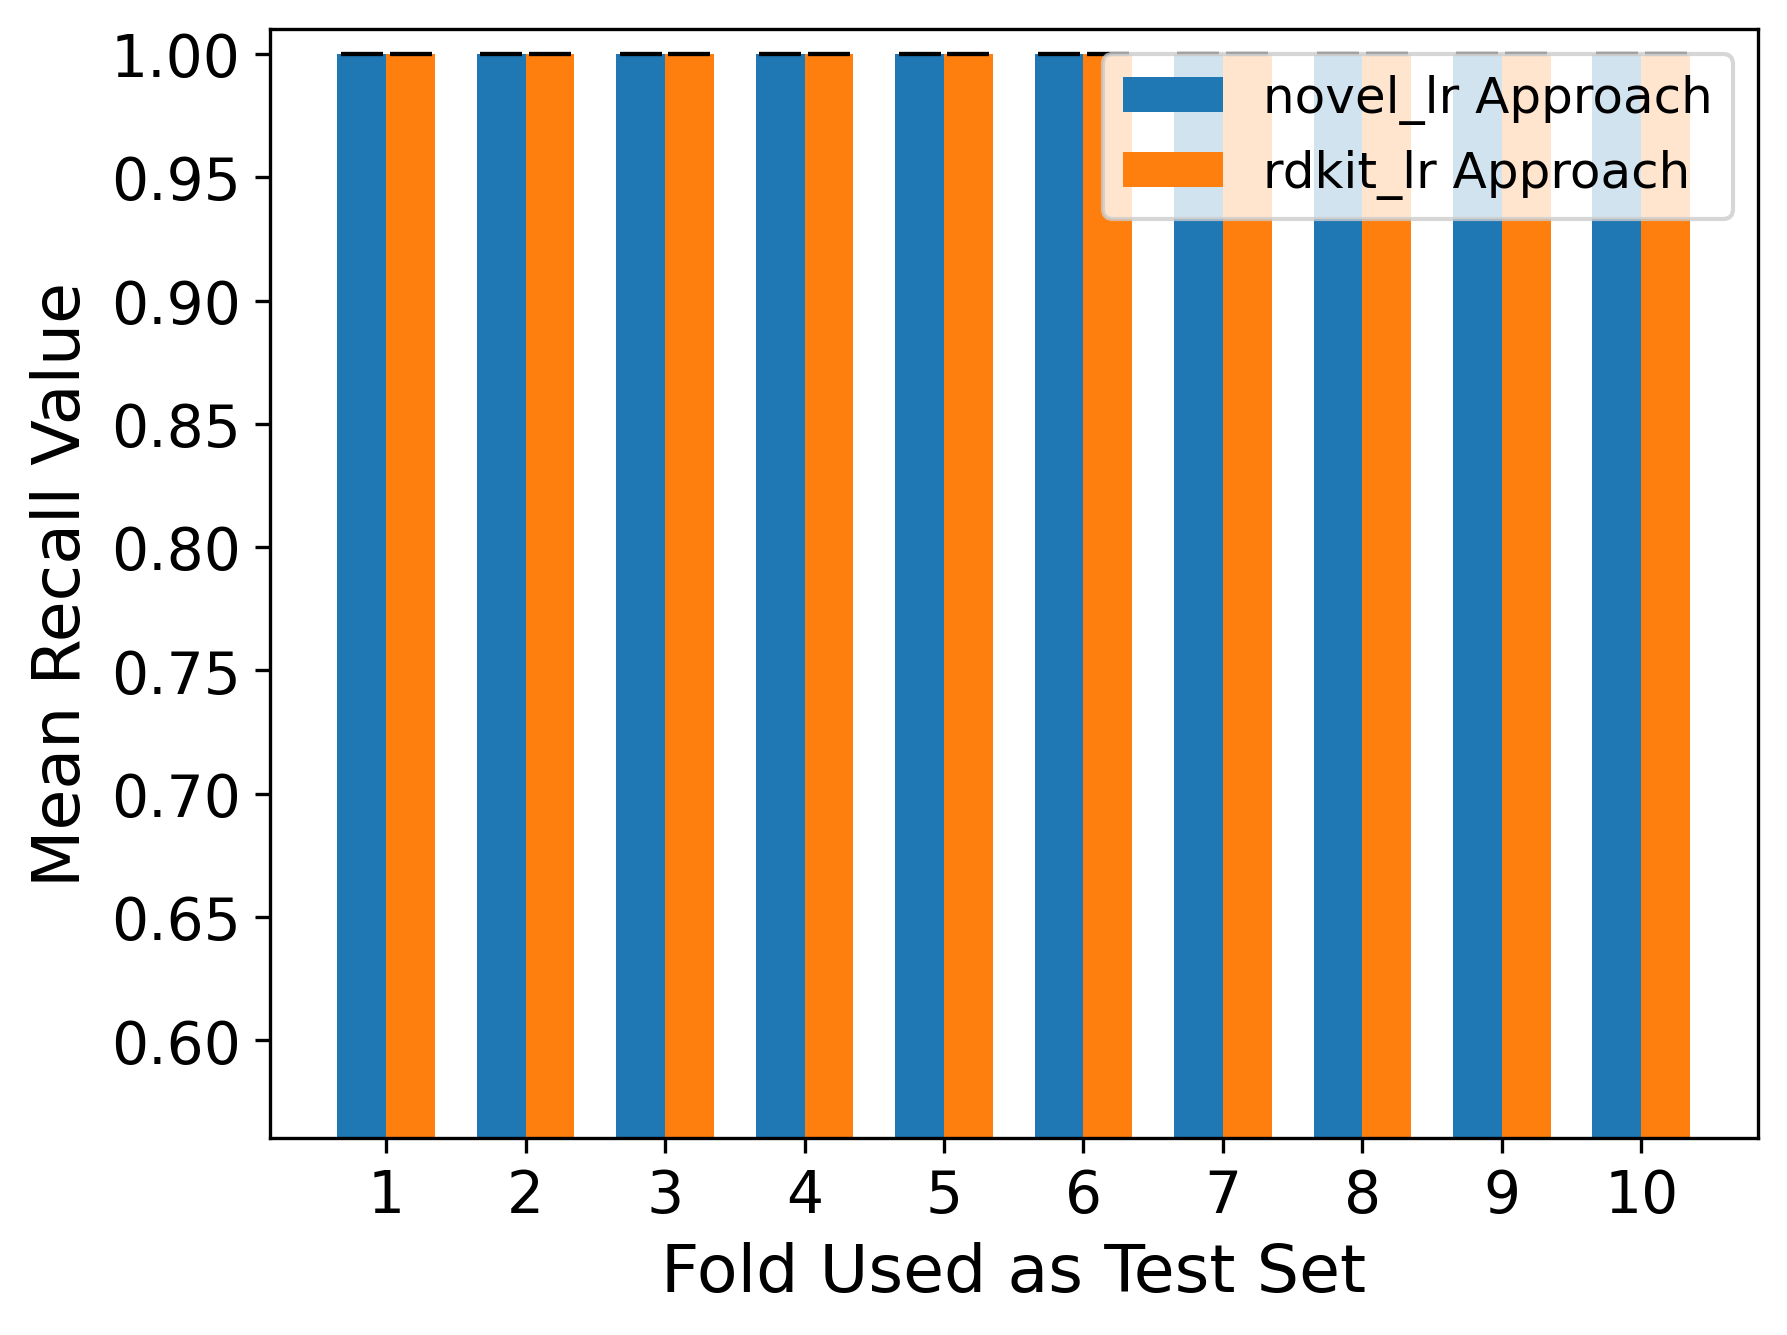 novel_lr Approach
rdkit_lr Approach
Mean Recall Value
1.00
0.95
0.90
0.85
0.80
0.75
0.70
0.65
0.60
1 2 3 4 5 6 7 8 9 10
Fold Used as Test Set